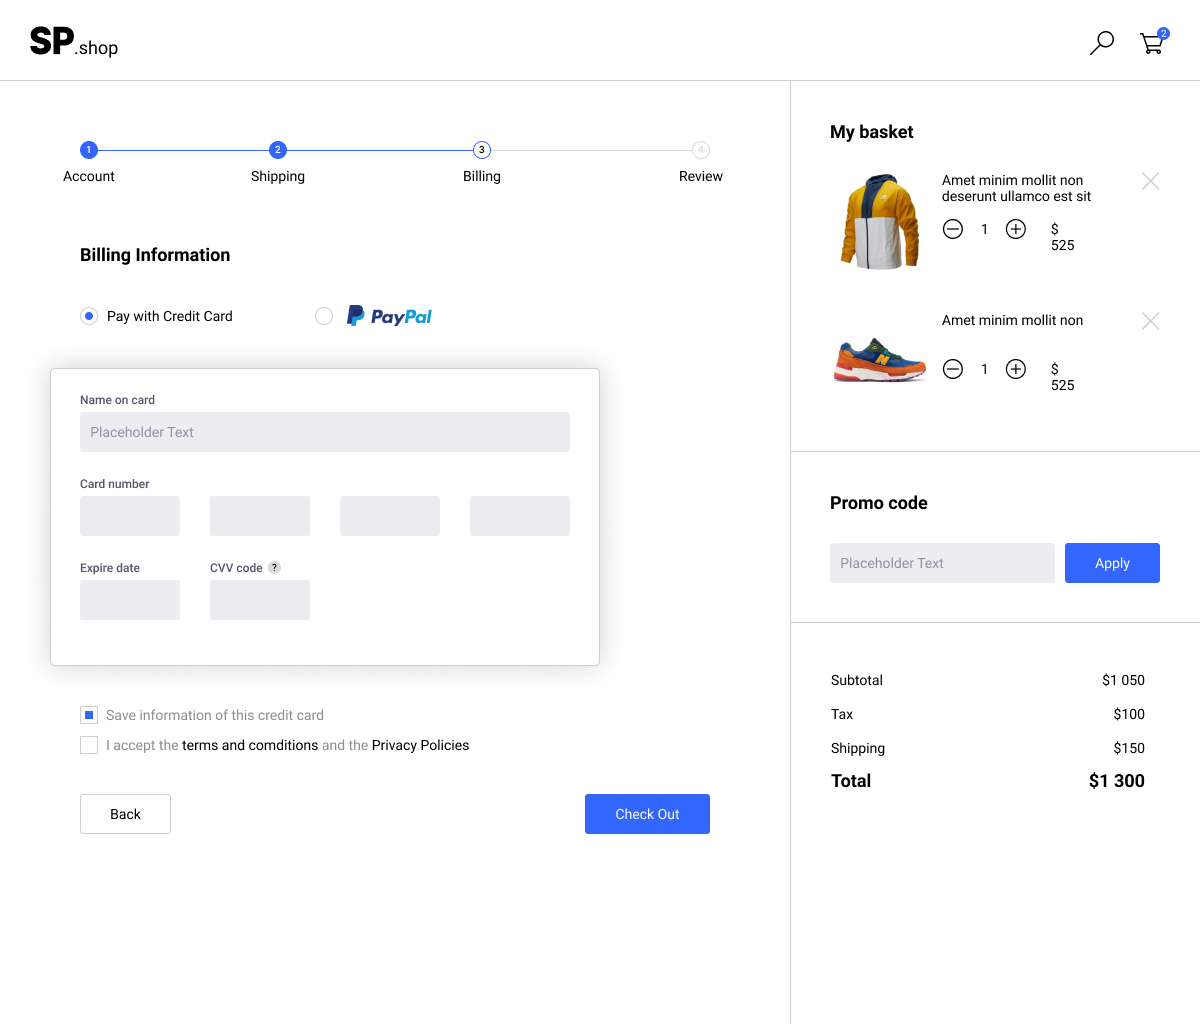 SP.shop
2
1
2
3
4
Account
Shipping
Billing
Review
Billing Information
Pay with Credit Card
PayPal
Name on card
Placeholder Text
Card number
Expire date
CVV code ?
Save information of this credit card
I accept the terms and comditions and the Privacy Policies
Back
Check Out
My basket
Amet minim mollit non
deserunt ullamco est sit
1
$
525
Amet minim mollit non
N
1
$
525
Promo code
Placeholder Text
Apply
Subtotal
$1 050
Tax
$100
Shipping
$150
Total
$1 300